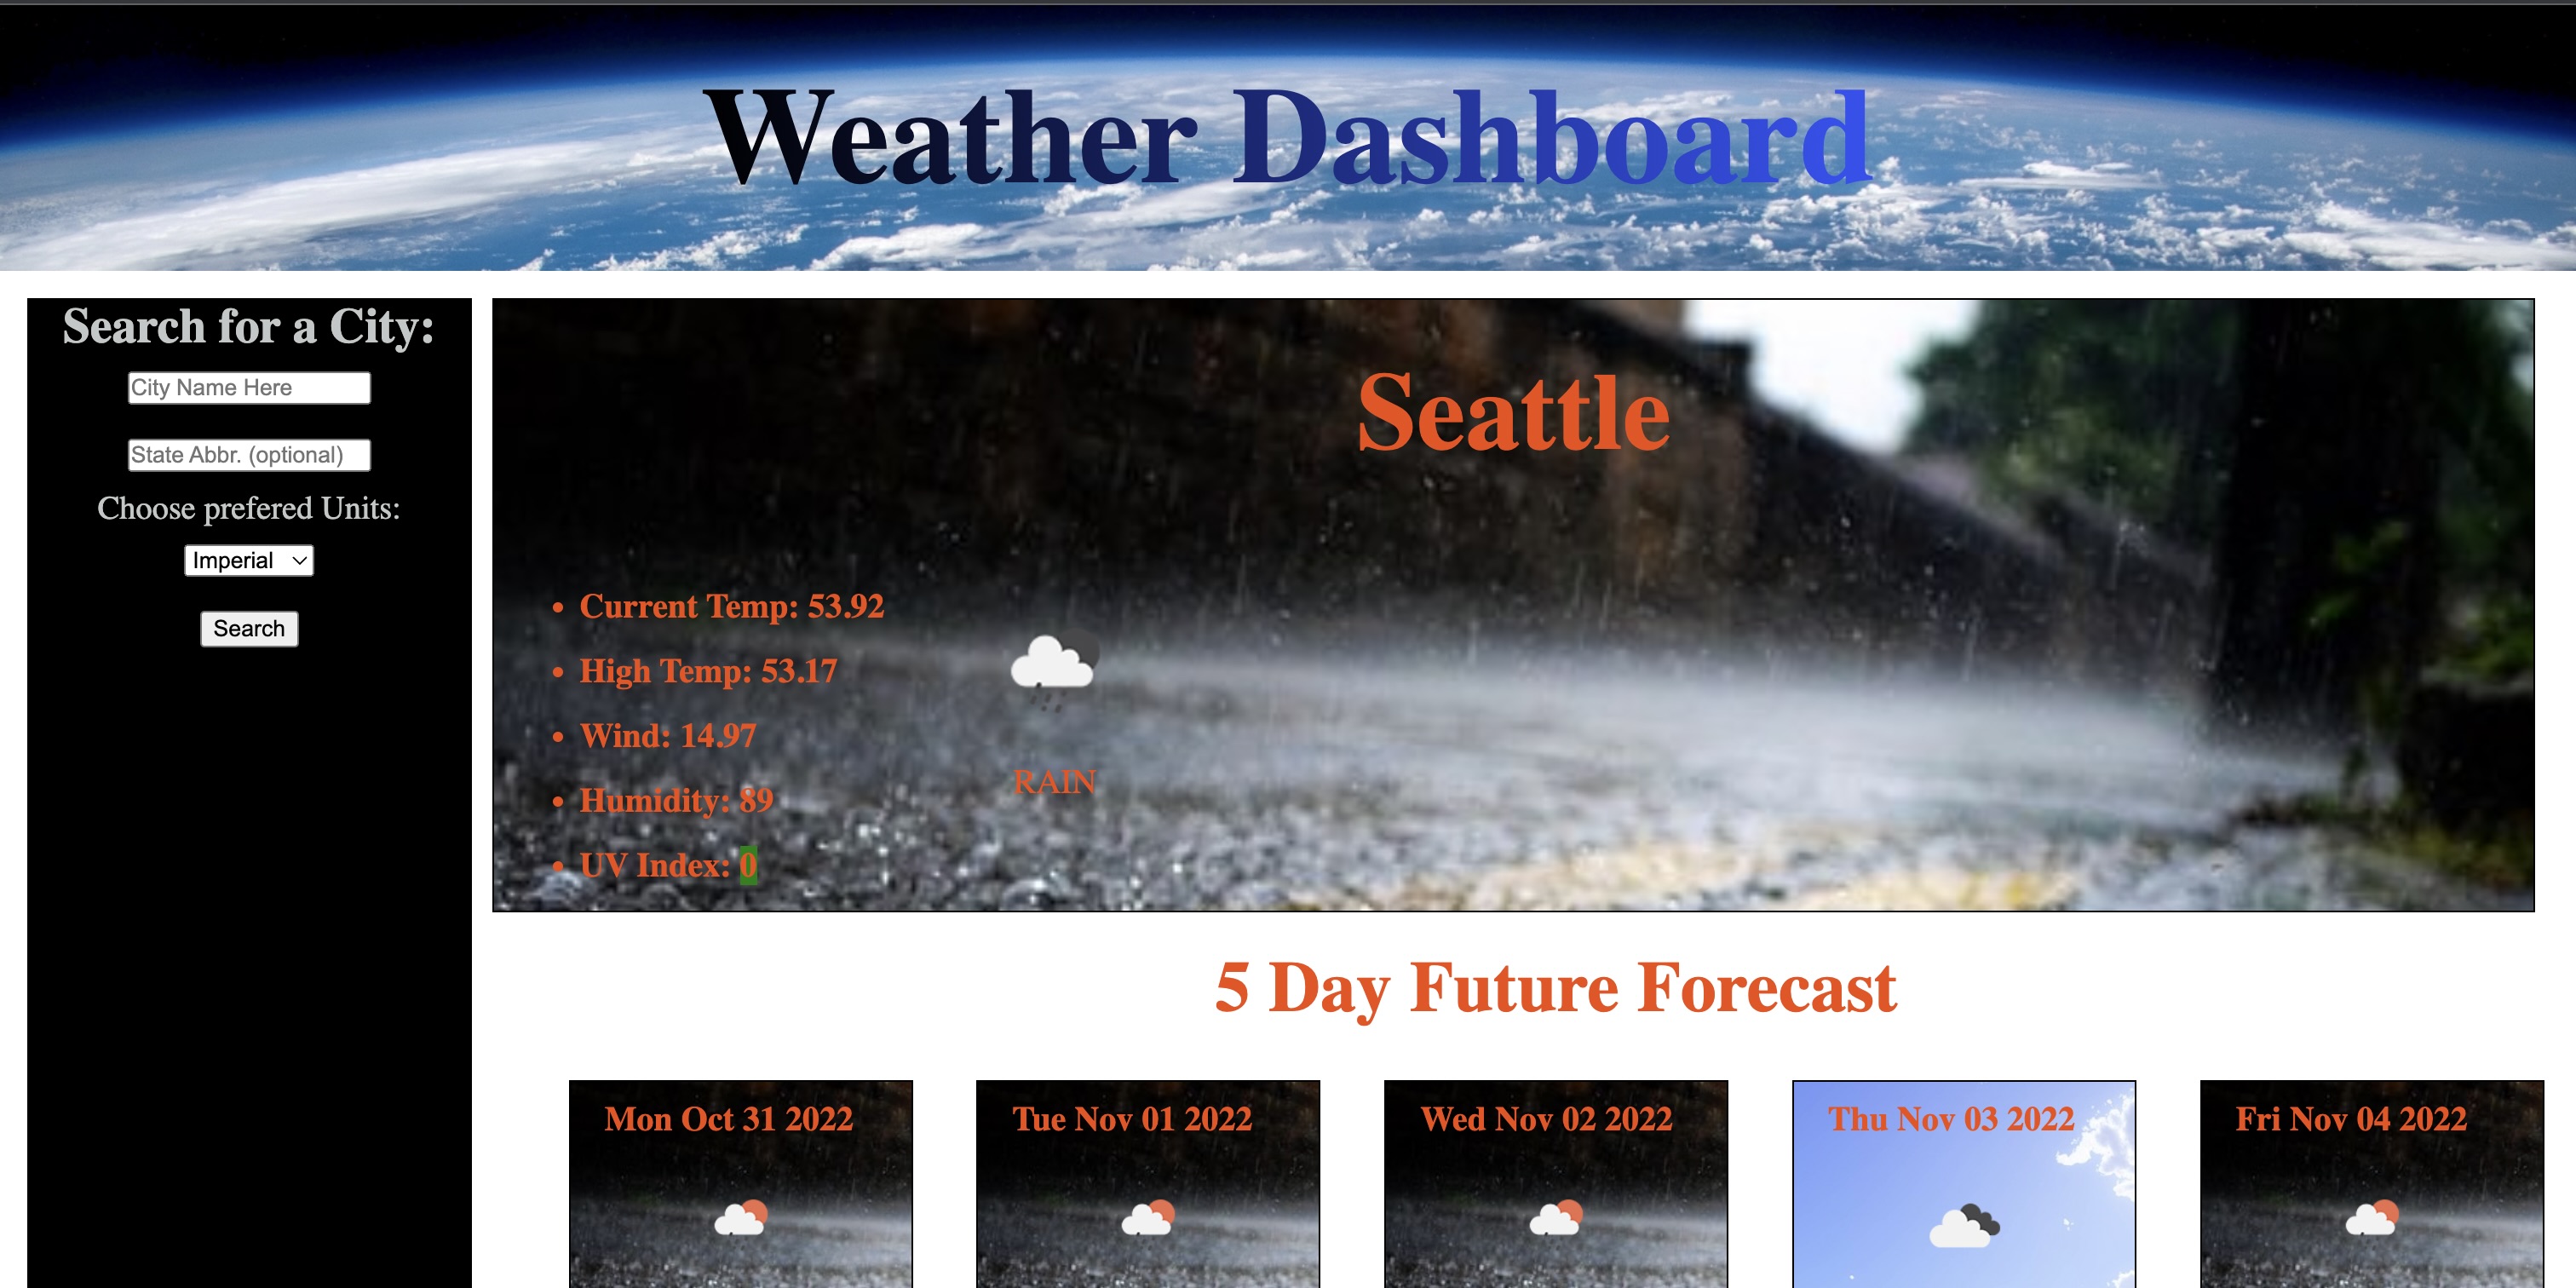 Weather Dashboard
Search for a City:
City Name Here
State Abbr. (optional)
Choose prefered Units:
Imperial
Search
Seattle
Current Temp: 53.92
High Temp: 53.17
Wind: 14.97
Humidity: 89
UV Index: 0
RAIN
5 Day Future Forecast
Mon Oct 31 2022
Tue Nov 01 2022
Wed Nov 02 2022
Thu Nov 03 2022
Fri Nov 04 2022